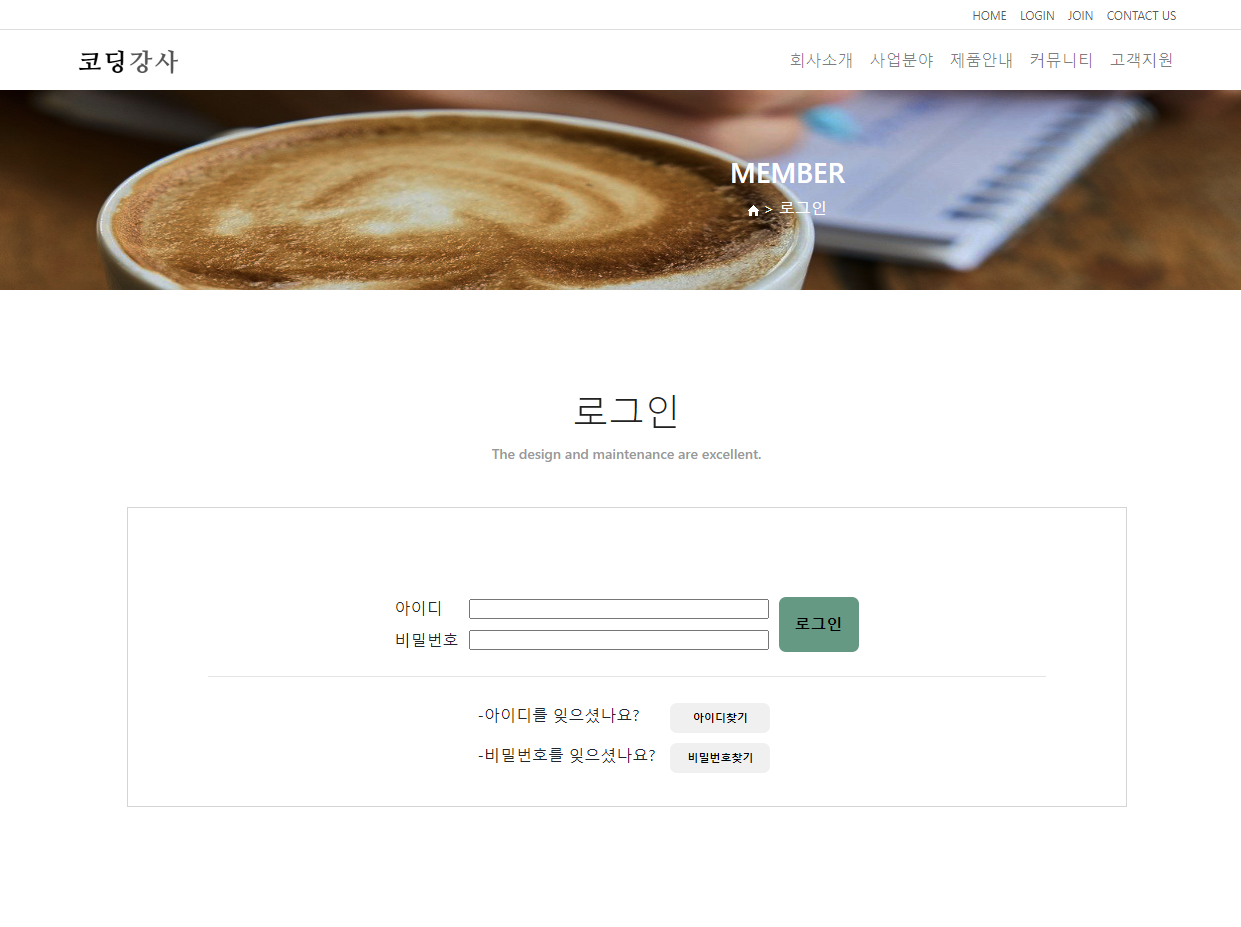 HOME LOGIN JOIN CONTACT US
코딩강사 회사소개 사업분야 제품안내 커뮤니티 고객지원
MEMBER
> 로그인
로그인
The design and maintenance are excellent.
아이디
비밀번호
로그인
-아이디를 잊으셨나요? 아이디찾기
-비밀번호를 잊으셨나요? 비밀번호찾기